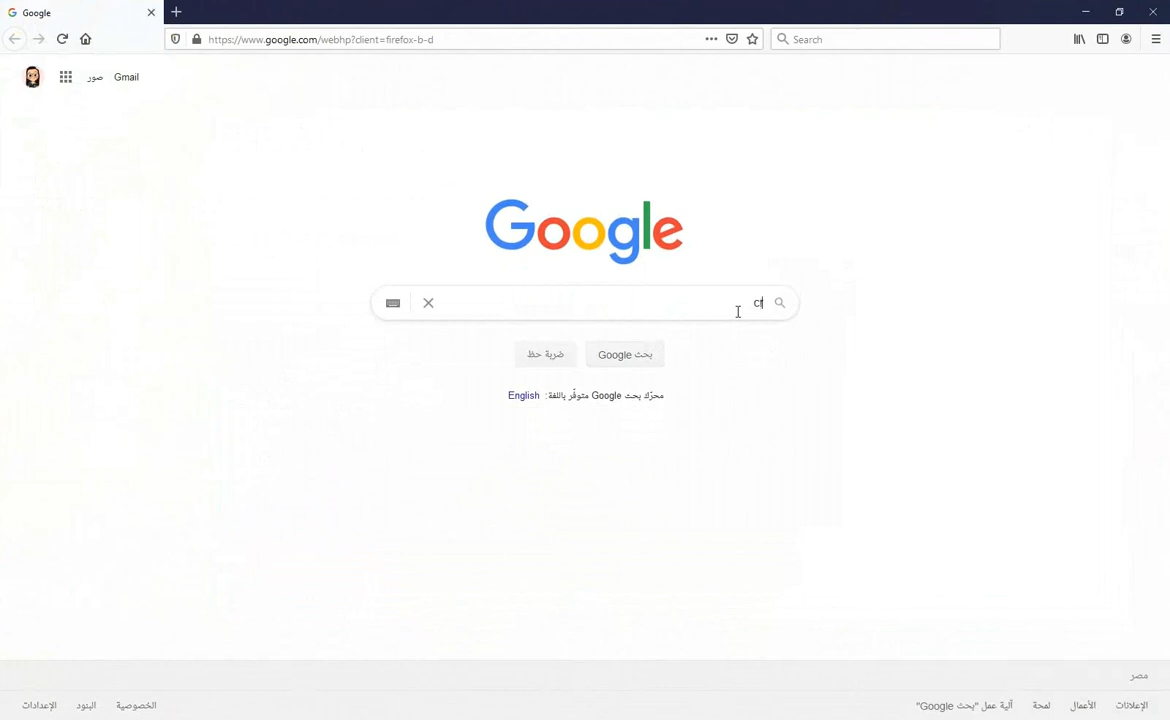 Google
https://www.google.com/webhp?client=firefox-b-d
Search
Gmail
صور
Google
cr
بحث Google
ضربة حظ
محرّك بحث Google متوفّر باللغة: English
مصر
الإعلانات
الأعمال
لمحة
آلية عمل "بحث Google"
الخصوصية
البنود
الإعدادات